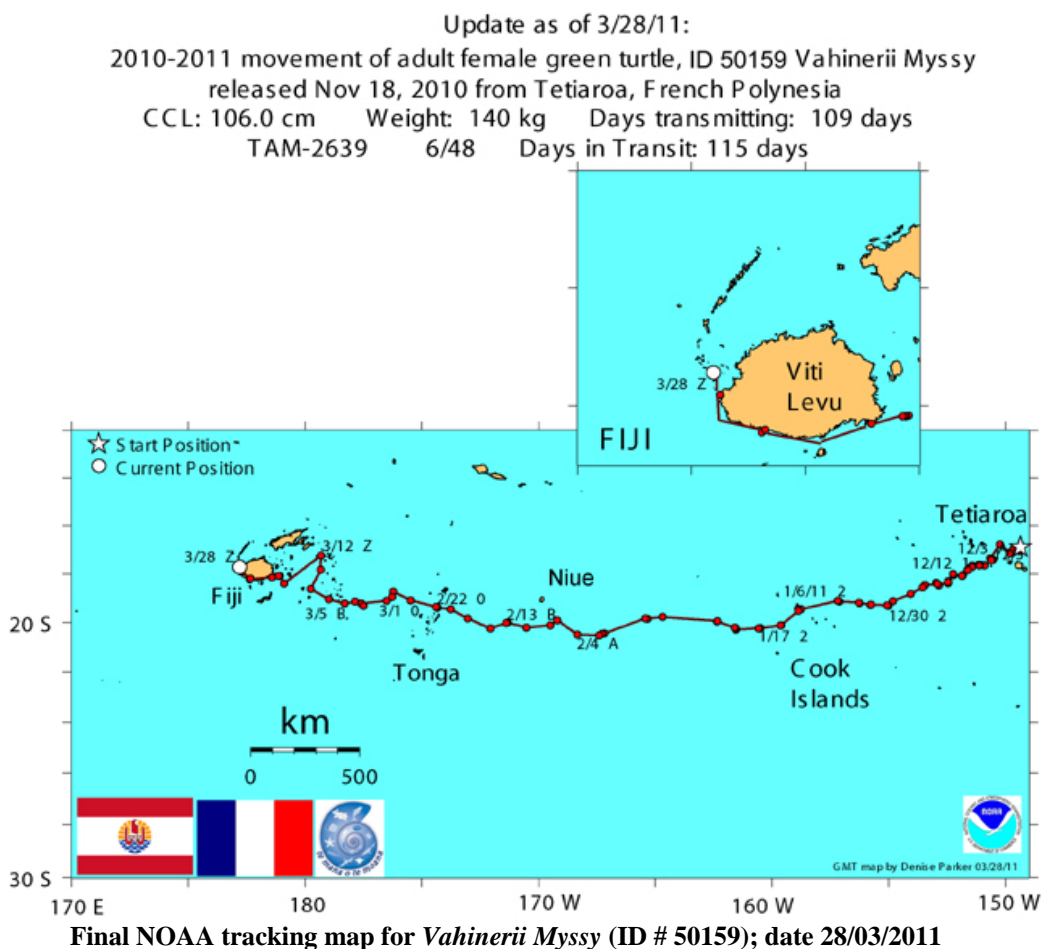 Update as of 3/28/11:
2010-2011 movement of adult female green turtle, ID 50159 Vahinerii Myssy
released Nov 18, 2010 from Tetiaroa, French Polynesia
CCL: 106.0 cm Weight: 140 kg Days transmitting: 109 days
TAM-2639 6/48 Days in Transit: 115 days
3/28 Z
Viti
Levu
FIJI
Start Position
Current Position
Tetiaroa
3/28 Z
3/12 Z
12/3
12/12
Fiji
Niue
3/5 B
3/1 0
2/22 0
2/13 B
2/4 A
1/6/11 2
12/30 2
1/17 2
20 S
Tonga
Cook
Islands
km
0 500
te mana o te moana
NOAA
GMT map by Denise Parker 03/28/11
30 S
170 E 180 170 W 160 W 150 W
Final NOAA tracking map for Vahinerii Myssy (ID # 50159); date 28/03/2011